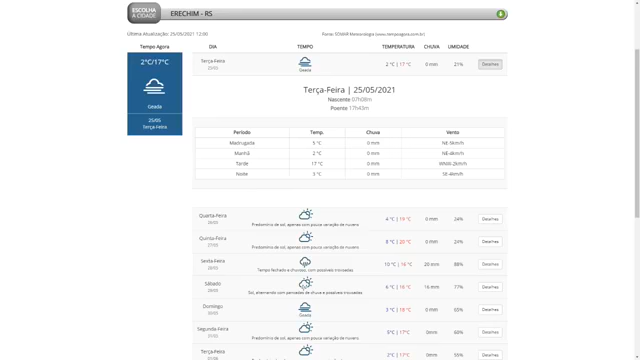 ESCOLHA
A CIDADE
ERECHIM - RS
Última Atualização: 25/05/2021 12:00
Fonte: SOMAR Meteorologia (www.tempoagora.com.br)
Tempo Agora
DIA TEMPO TEMPERATURA CHUVA UMIDADE
2°C/17°C
Geada
25/05
Terça-Feira
Terça-Feira
25/05
Geada
2 °C | 17 °C 0 mm 21% Detalhes
Terça-Feira | 25/05/2021
Nascente 07h08m
Poente 17h43m
Período Temp. Chuva Vento
Madrugada 5 °C 0 mm NE-5km/h
Manhã 2 °C 0 mm NE-4km/h
Tarde 17 °C 0 mm WNW-2km/h
Noite 3 °C 0 mm SE-4km/h
Quarta-Feira
26/05
Predomínio de sol, apenas com pouca variação de nuvens
4 °C | 19 °C 0 mm 24% Detalhes
Quinta-Feira
27/05
Predomínio de sol, apenas com pouca variação de nuvens
8 °C | 20 °C 0 mm 24% Detalhes
Sexta-Feira
28/05
Tempo fechado e chuvoso, com possíveis trovoadas
10 °C | 16 °C 20 mm 88% Detalhes
Sábado
29/05
Sol, alternando com pancadas de chuva e possíveis trovoadas
6 °C | 16 °C 16 mm 77% Detalhes
Domingo
30/05
Geada
3 °C | 18 °C 0 mm 65% Detalhes
Segunda-Feira
31/05
Predomínio de sol, apenas com pouca variação de nuvens
5°C | 17°C 0mm 60% Detalhes
Terça-Feira
01/06
2°C | 17°C 0mm 55% Detalhes